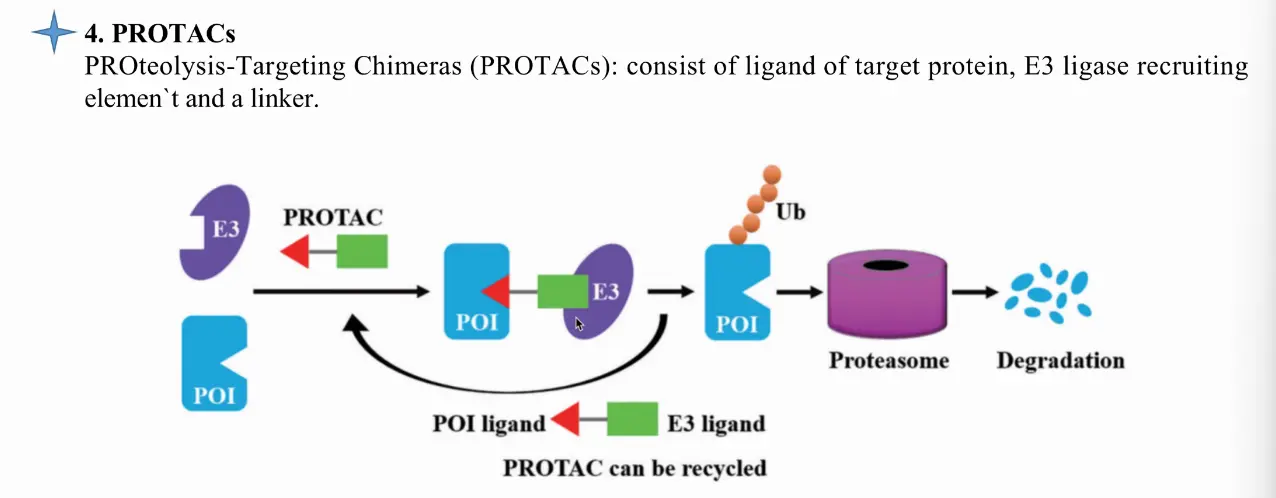 4. PROTACs
PROteolysis-Targeting Chimeras (PROTACs): consist of ligand of target protein, E3 ligase recruiting
elemen`t and a linker.
E3
PROTAC
POI
POI
E3
Ub
POI
Proteasome
Degradation
POI ligand
E3 ligand
PROTAC can be recycled